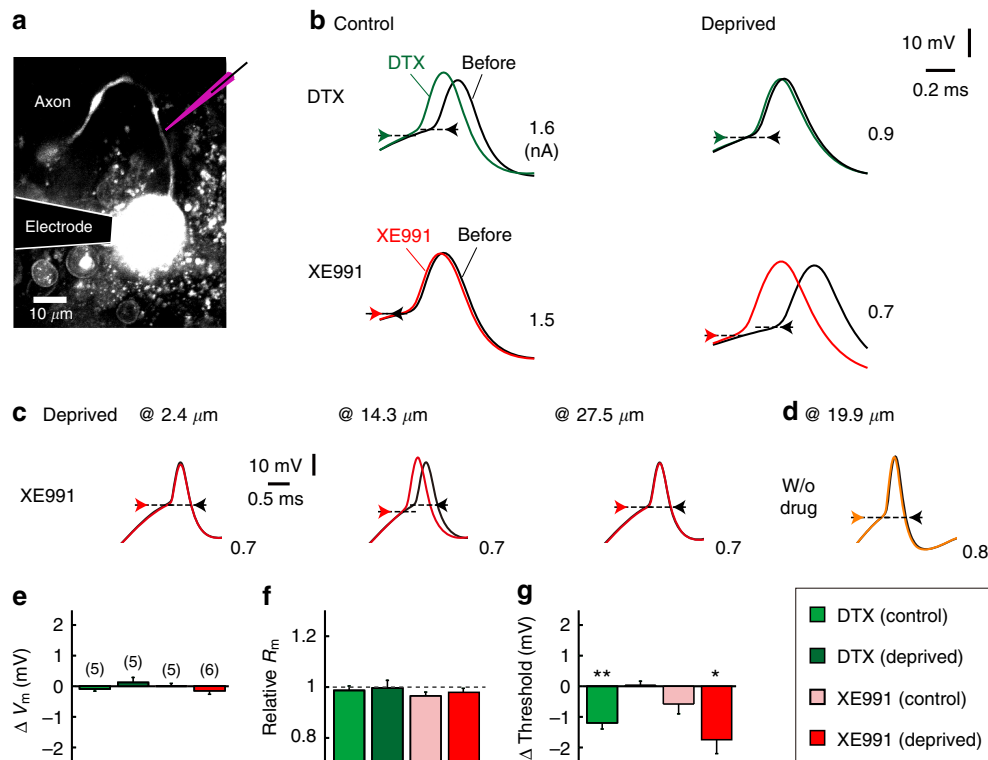 a
Axon
Electrode
10 μm
b Control Deprived
10 mV
0.2 ms
DTX
DTX Before
1.6
(nA)
0.9
XE991
XE991 Before
1.5
0.7
c Deprived @ 2.4 μm @ 14.3 μm @ 27.5 μm
XE991
10 mV
0.5 ms
0.7
0.7
0.7
d @ 19.9 μm
W/o
drug
0.8
e
Δ Vm (mV)
2
1
0
−1
−2
(5) (5) (5) (6)
f
Relative Rm
1.2
1
0.8
g
Δ Threshold (mV)
2
1
0
−1
−2
** *
DTX (control)
DTX (deprived)
XE991 (control)
XE991 (deprived)